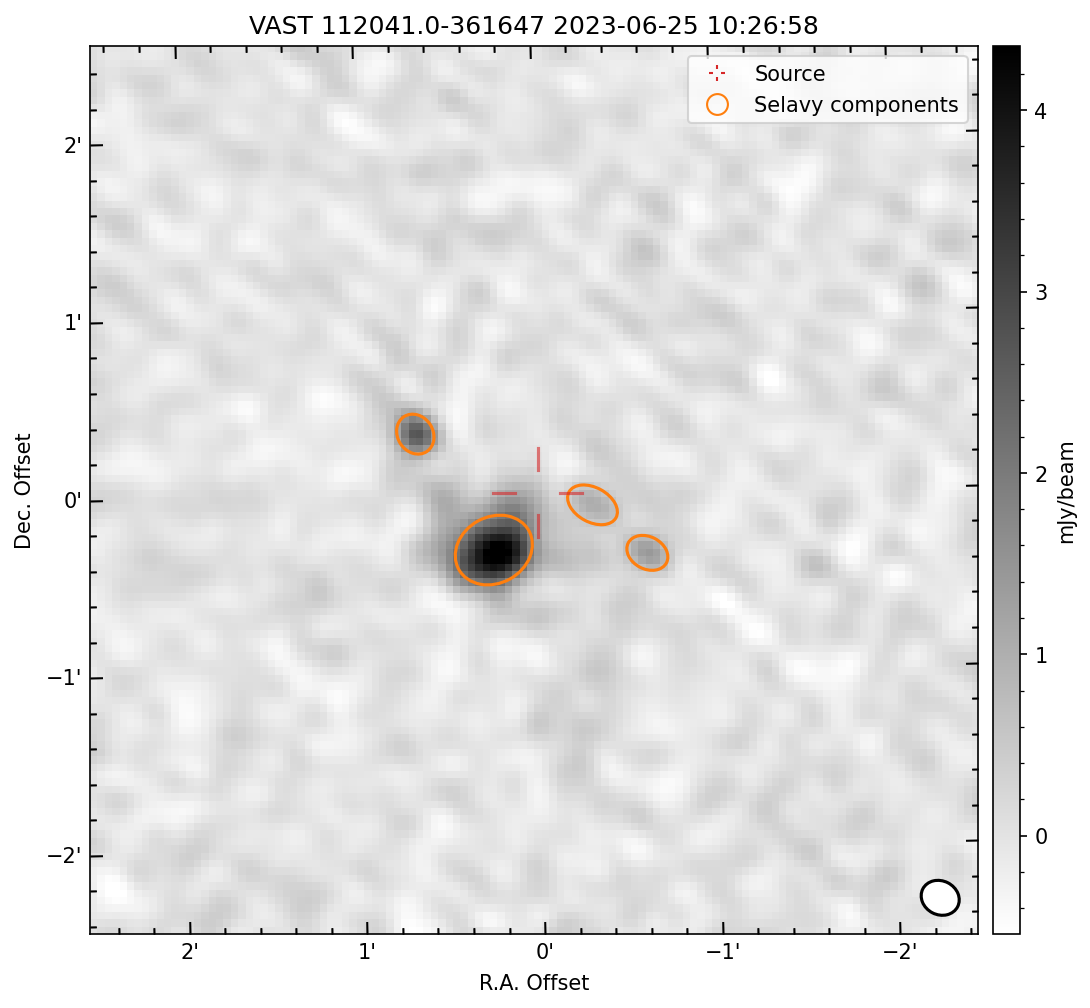 VAST 112041.0-361647 2023-06-25 10:26:58
Source
Selavy components
2'
1'
0'
−1'
−2'
Dec. Offset
2'
1'
0'
−1'
−2'
R.A. Offset
4
3
2
1
0
mJy/beam